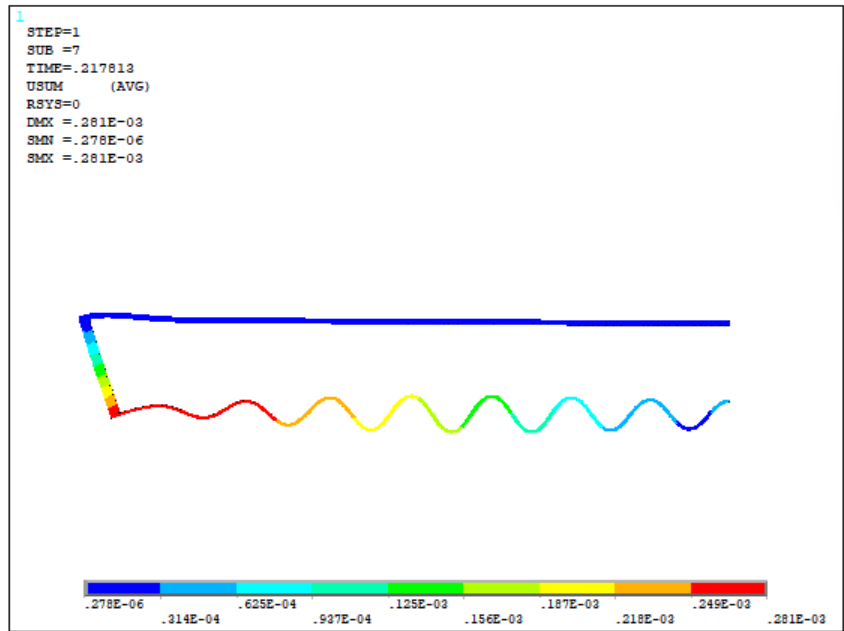 1
STEP=1
SUB =7
TIME=.217813
USUM (AVG)
RSYS=0
DMX =.281E-03
SMN =.278E-06
SMX =.281E-03
.278E-06 .625E-04 .125E-03 .187E-03 .249E-03
.314E-04 .937E-04 .156E-03 .218E-03 .281E-03